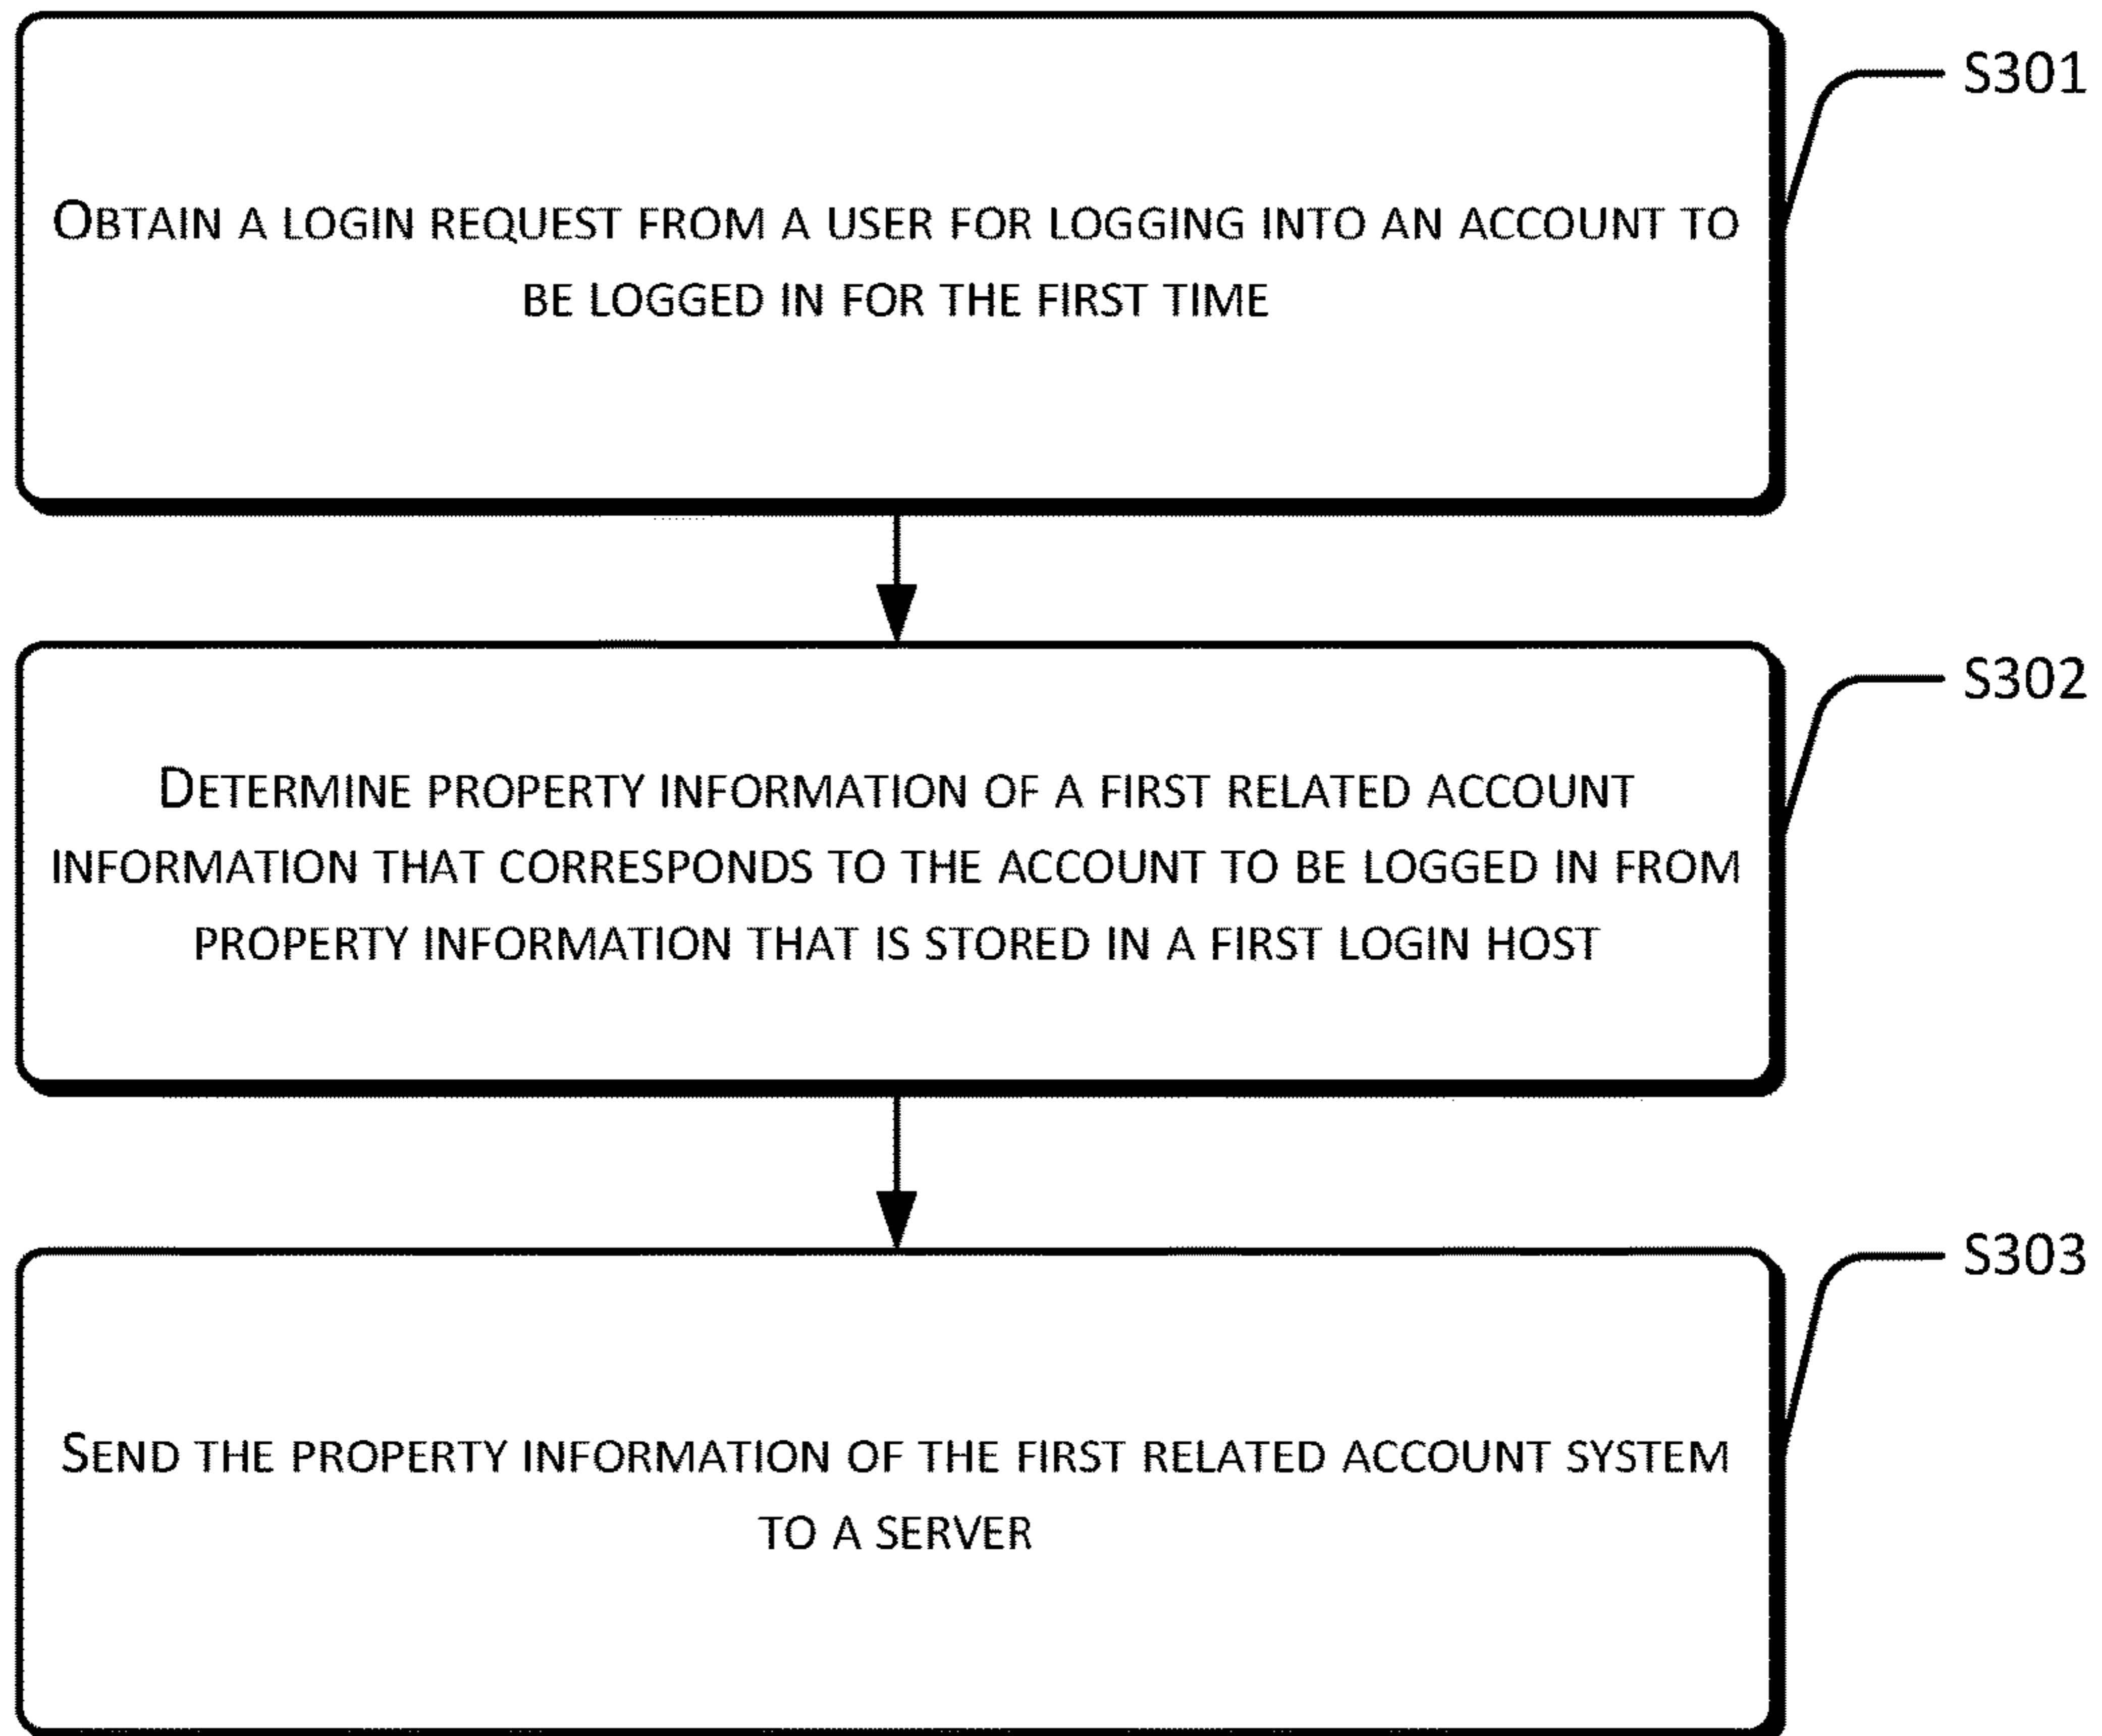 S301
OBTAIN A LOGIN REQUEST FROM A USER FOR LOGGING INTO AN ACCOUNT TO
BE LOGGED IN FOR THE FIRST TIME
S302
DETERMINE PROPERTY INFORMATION OF A FIRST RELATED ACCOUNT
INFORMATION THAT CORRESPONDS TO THE ACCOUNT TO BE LOGGED IN FROM
PROPERTY INFORMATION THAT IS STORED IN A FIRST LOGIN HOST
S303
SEND THE PROPERTY INFORMATION OF THE FIRST RELATED ACCOUNT SYSTEM
TO A SERVER